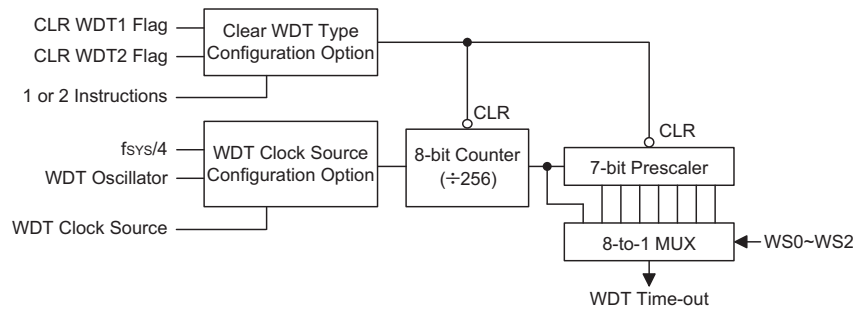 CLR WDT1 Flag
CLR WDT2 Flag
1 or 2 Instructions
Clear WDT Type
Configuration Option
CLR
CLR
fSYS/4
WDT Oscillator
WDT Clock Source
WDT Clock Source
Configuration Option
8-bit Counter
(÷256)
7-bit Prescaler
8-to-1 MUX
WS0~WS2
WDT Time-out